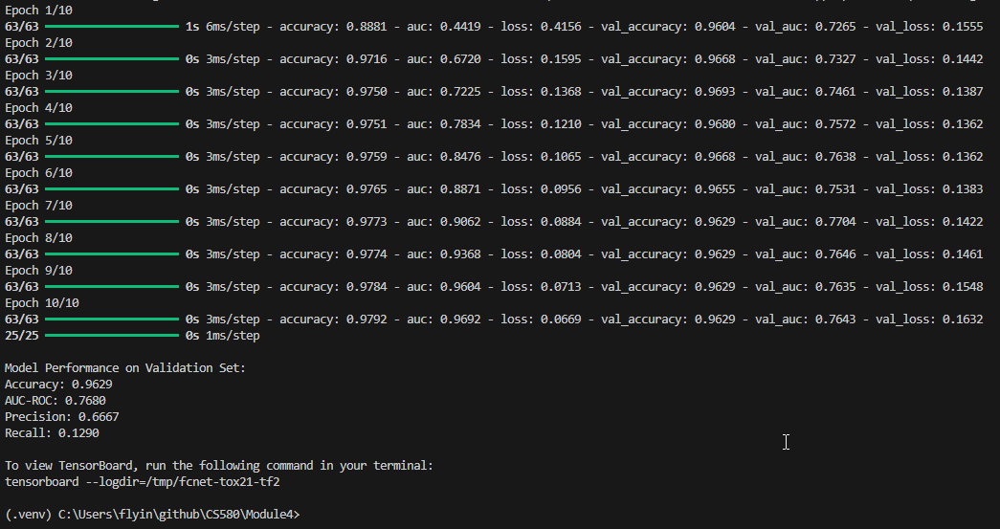 Epoch 1/10
63/63 1s 6ms/step - accuracy: 0.8881 - auc: 0.4419 - loss: 0.4156 - val_accuracy: 0.9604 - val_auc: 0.7265 - val_loss: 0.1555
Epoch 2/10
63/63 0s 3ms/step - accuracy: 0.9716 - auc: 0.6720 - loss: 0.1595 - val_accuracy: 0.9668 - val_auc: 0.7327 - val_loss: 0.1442
Epoch 3/10
63/63 0s 3ms/step - accuracy: 0.9750 - auc: 0.7225 - loss: 0.1368 - val_accuracy: 0.9693 - val_auc: 0.7461 - val_loss: 0.1387
Epoch 4/10
63/63 0s 3ms/step - accuracy: 0.9751 - auc: 0.7834 - loss: 0.1210 - val_accuracy: 0.9680 - val_auc: 0.7572 - val_loss: 0.1362
Epoch 5/10
63/63 0s 3ms/step - accuracy: 0.9759 - auc: 0.8476 - loss: 0.1065 - val_accuracy: 0.9668 - val_auc: 0.7638 - val_loss: 0.1362
Epoch 6/10
63/63 0s 3ms/step - accuracy: 0.9765 - auc: 0.8871 - loss: 0.0956 - val_accuracy: 0.9655 - val_auc: 0.7531 - val_loss: 0.1383
Epoch 7/10
63/63 0s 3ms/step - accuracy: 0.9773 - auc: 0.9062 - loss: 0.0884 - val_accuracy: 0.9629 - val_auc: 0.7704 - val_loss: 0.1422
Epoch 8/10
63/63 0s 3ms/step - accuracy: 0.9774 - auc: 0.9368 - loss: 0.0804 - val_accuracy: 0.9629 - val_auc: 0.7646 - val_loss: 0.1461
Epoch 9/10
63/63 0s 3ms/step - accuracy: 0.9784 - auc: 0.9604 - loss: 0.0713 - val_accuracy: 0.9629 - val_auc: 0.7635 - val_loss: 0.1548
Epoch 10/10
63/63 0s 3ms/step - accuracy: 0.9792 - auc: 0.9692 - loss: 0.0669 - val_accuracy: 0.9629 - val_auc: 0.7643 - val_loss: 0.1632
25/25 0s 1ms/step
Model Performance on Validation Set:
Accuracy: 0.9629
AUC-ROC: 0.7680
Precision: 0.6667
Recall: 0.1290
To view TensorBoard, run the following command in your terminal:
tensorboard --logdir=/tmp/fcnet-tox21-tf2
(.venv) C:\Users\flyin\github\CS580\Module4>